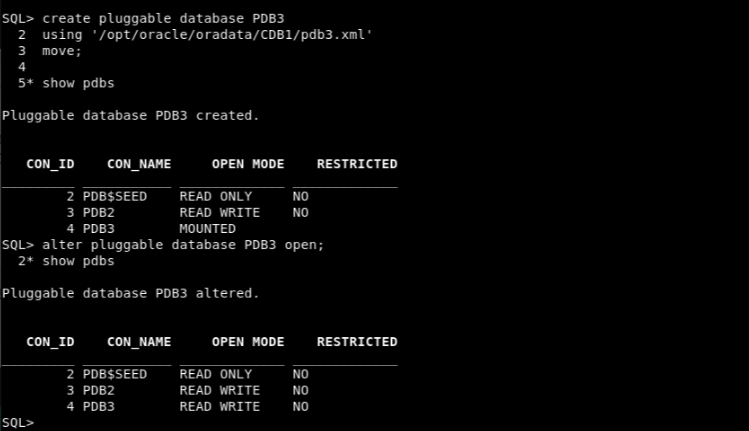 SQL> create pluggable database PDB3
2 using '/opt/oracle/oradata/CDB1/pdb3.xml'
3 move;
4
5* show pdbs
Pluggable database PDB3 created.
CON_ID CON_NAME OPEN MODE RESTRICTED
2 PDB$SEED READ ONLY NO
3 PDB2 READ WRITE NO
4 PDB3 MOUNTED
SQL> alter pluggable database PDB3 open;
2* show pdbs
Pluggable database PDB3 altered.
CON_ID CON_NAME OPEN MODE RESTRICTED
2 PDB$SEED READ ONLY NO
3 PDB2 READ WRITE NO
4 PDB3 READ WRITE NO
SQL>